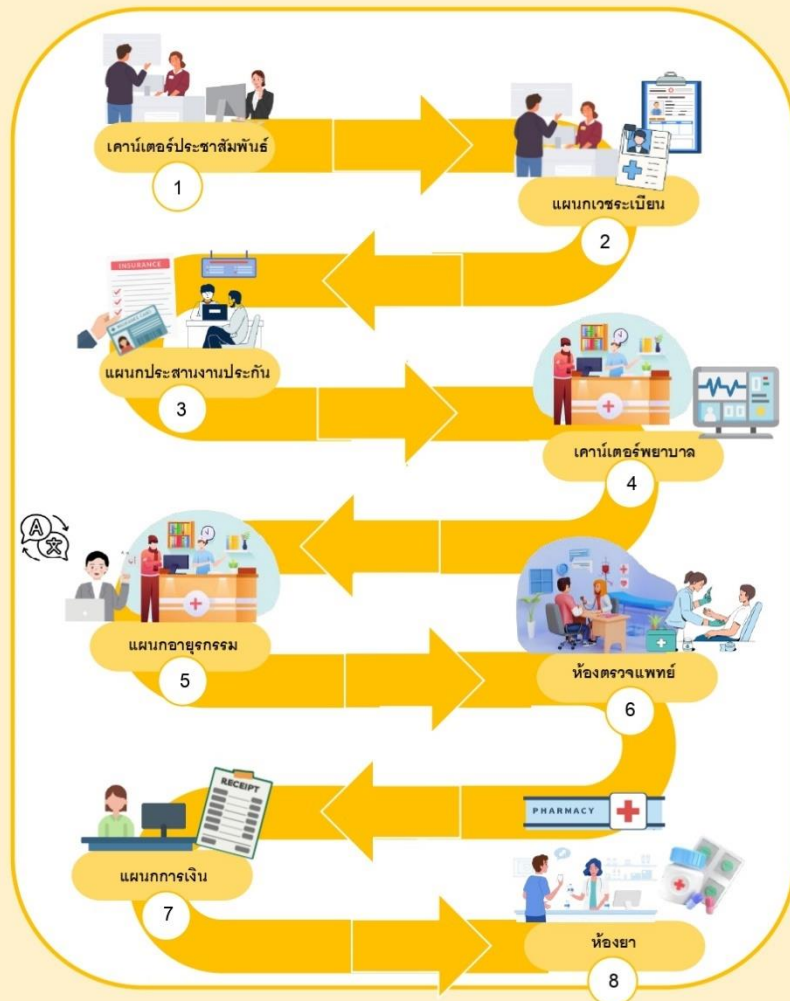 เคาน์เตอร์ประชาสัมพันธ์
1
แผนกเวชระเบียน
2
INSURANCE
แผนกประสานงานประกัน
3
เคาน์เตอร์พยาบาล
4
A
文
แผนกอายุรกรรม
5
ห้องตรวจแพทย์
6
RECEIPT
แผนกการเงิน
7
PHARMACY
ห้องยา
8